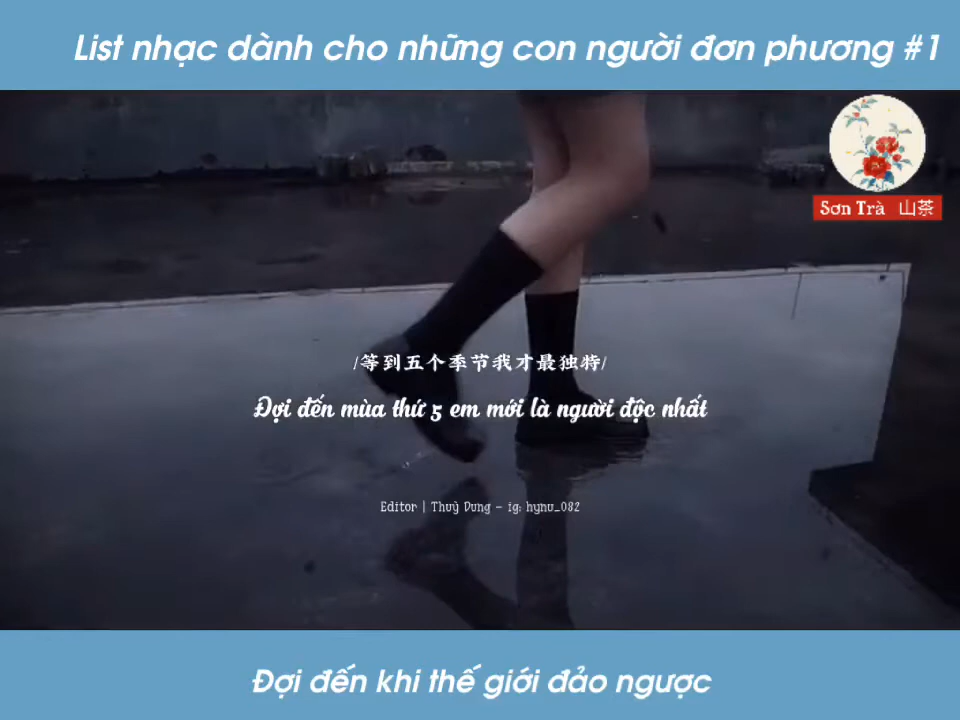 List nhạc dành cho những con người đơn phương #1
Sơn Trà 山茶
/等到五个季节我才最独特/
Đợi đến mùa thứ 5 em mới là người độc nhất
Editor | Thuỳ Dung - ig: hynu_082
Đợi đến khi thế giới đảo ngược